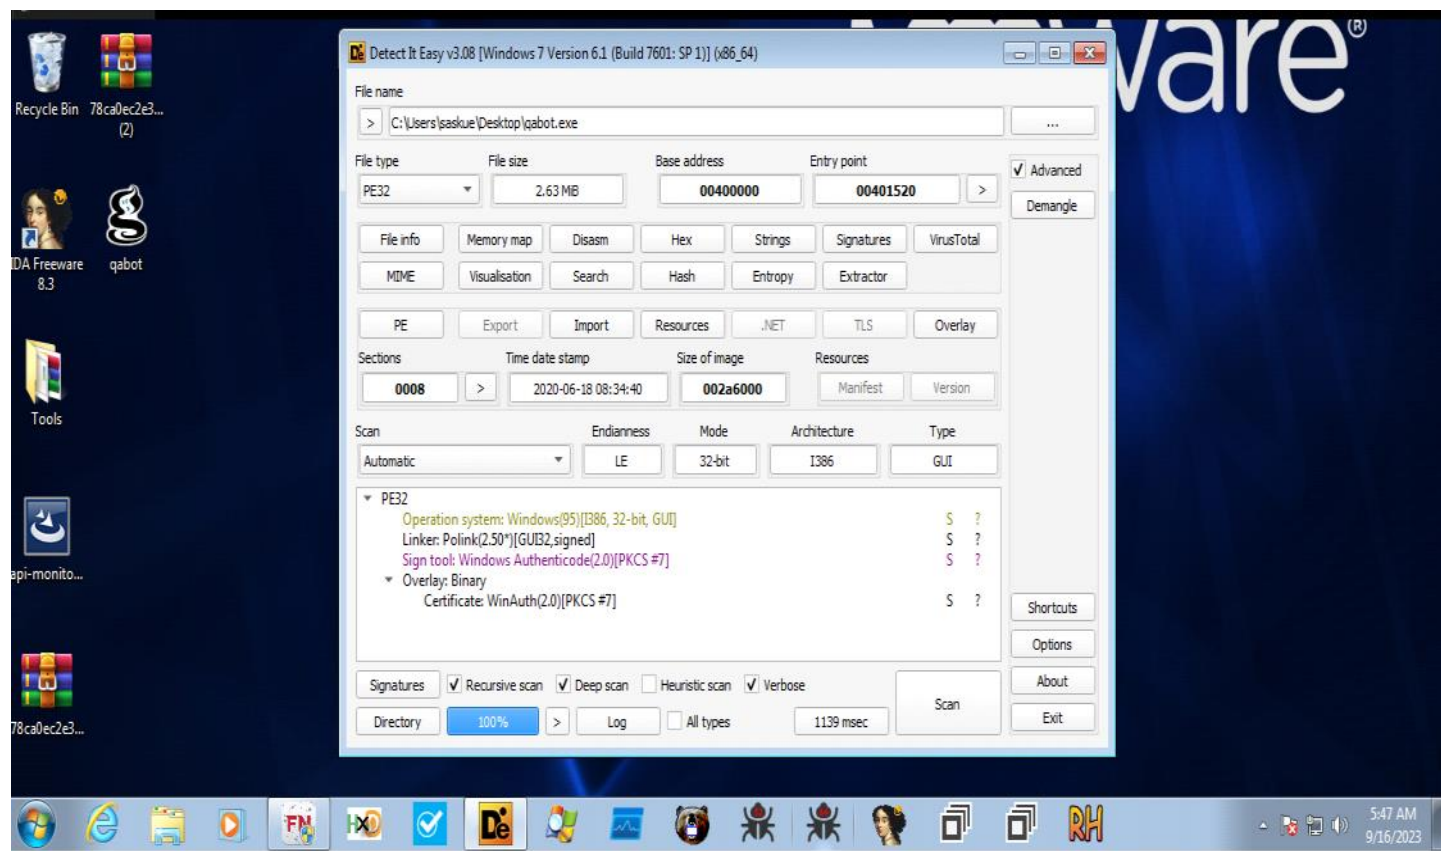 ware®
Recycle Bin
78ca0ec2e3...
(2)
IDA Freeware
8.3
qabot
Tools
api-monito...
78ca0ec2e3...
De Detect It Easy v3.08 [Windows 7 Version 6.1 (Build 7601: SP 1)] (x86_64)
File name
> C:\Users\saskue\Desktop\qabot.exe ...
File type File size Base address Entry point
Advanced
PE32 2.63 MB 00400000 00401520 >
Demangle
File info Memory map Disasm Hex Strings Signatures VirusTotal
MIME Visualisation Search Hash Entropy Extractor
PE Export Import Resources .NET TLS Overlay
Sections Time date stamp Size of image Resources
0008 > 2020-06-18 08:34:40 002a6000 Manifest Version
Scan Endianness Mode Architecture Type
Automatic LE 32-bit I386 GUI
PE32
Operation system: Windows(95)[I386, 32-bit, GUI] S ?
Linker: Polink(2.50*)[GUI32,signed] S ?
Sign tool: Windows Authenticode(2.0)[PKCS #7] S ?
Overlay: Binary
Certificate: WinAuth(2.0)[PKCS #7] S ?
Shortcuts
Options
Signatures Recursive scan Deep scan Heuristic scan Verbose
About
Scan
Directory 100% > Log All types 1139 msec
Exit
FN HXD De RH
5:47 AM
9/16/2023